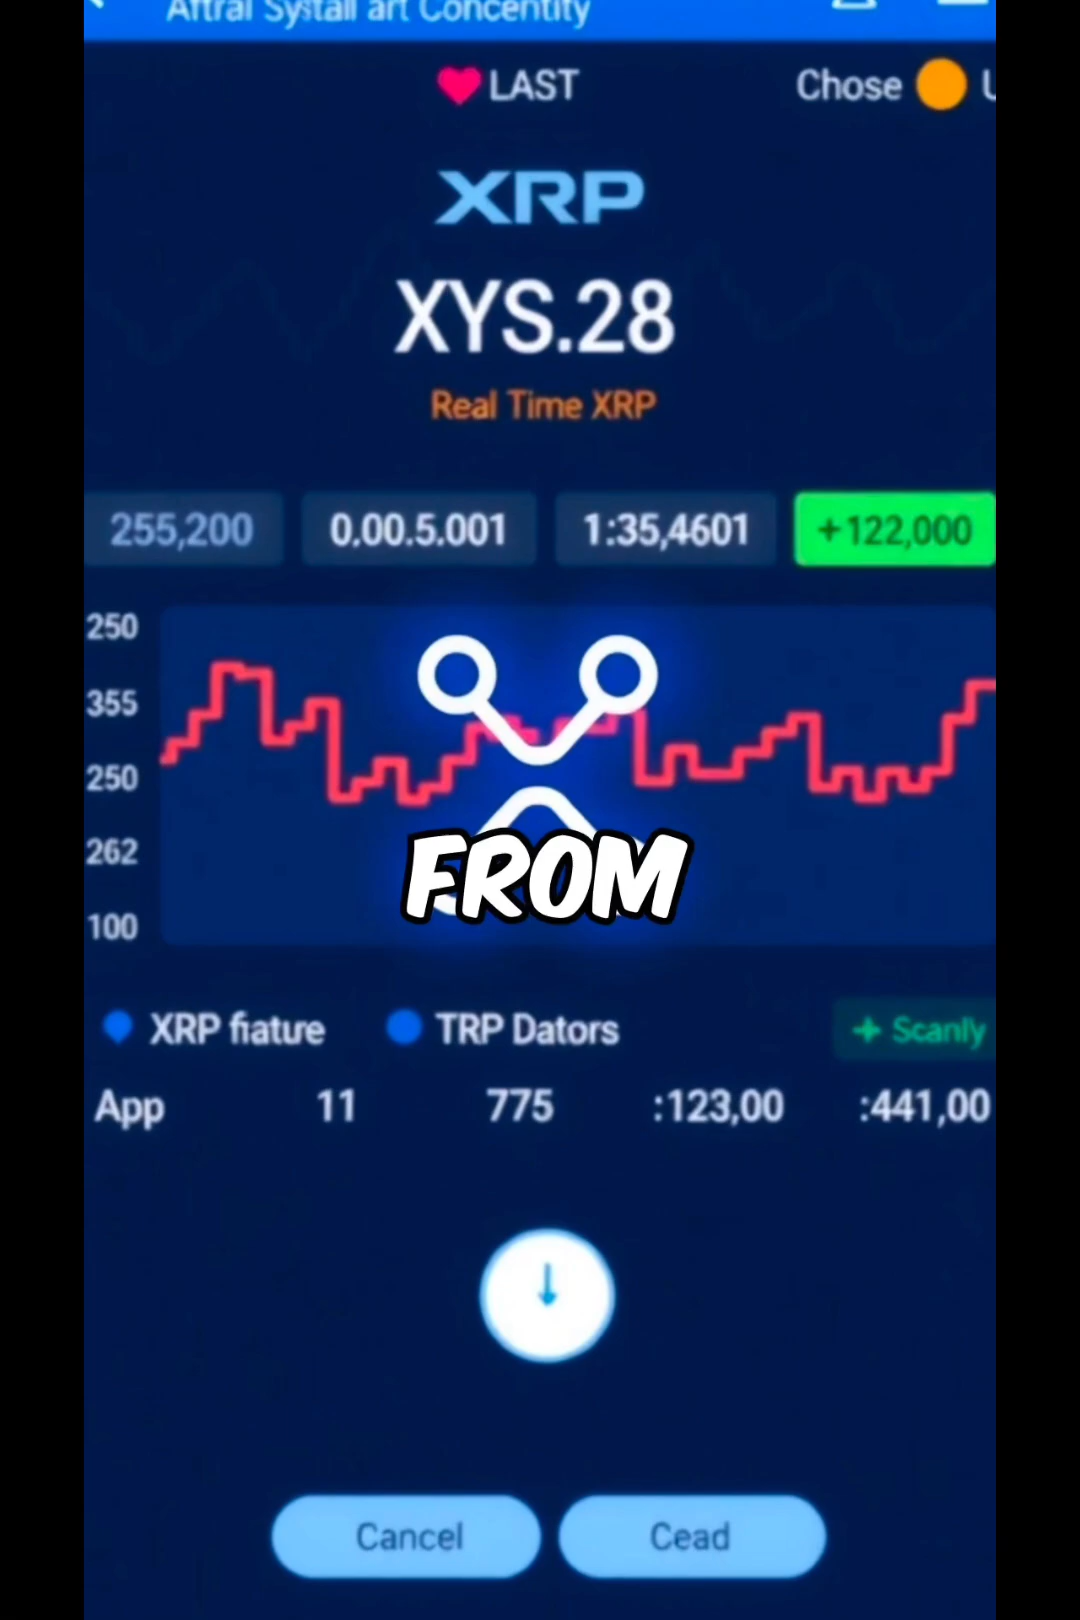 Aftral Systall art Concentity
LAST
Chose
XRP
XYS.28
Real Time XRP
255,200 0.00.5.001 1:35,4601 +122,000
250
355
250
262
100
FROM
XRP fiature TRP Dators + Scanly
App 11 775 :123,00 :441,00
Cancel Cead